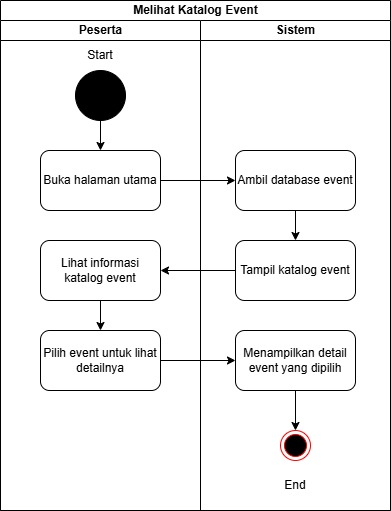 Melihat Katalog Event
Peserta
Sistem
Start
Buka halaman utama
Ambil database event
Tampil katalog event
Lihat informasi
katalog event
Pilih event untuk lihat
detailnya
Menampilkan detail
event yang dipilih
End